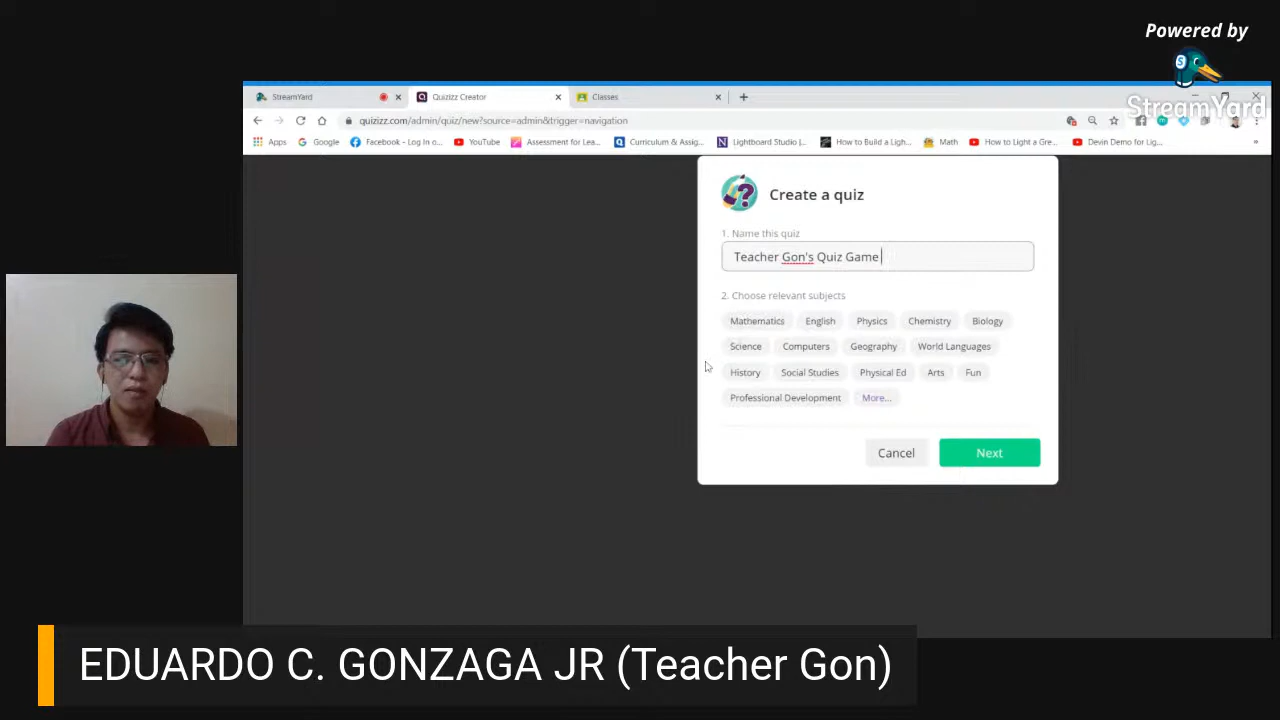 Powered by
StreamYard
StreamYard
Quizizz Creator
Classes
quizizz.com/admin/quiz/new?source=admin&trigger=navigation
Apps
Google
Facebook - Log In o...
YouTube
Assessment for Lea...
Curriculum & Assig...
Lightboard Studio |...
How to Build a Ligh...
Math
How to Light a Gre...
Devin Demo for Lig...
Create a quiz
1. Name this quiz
Teacher Gon's Quiz Game
2. Choose relevant subjects
Mathematics English Physics Chemistry Biology
Science Computers Geography World Languages
History Social Studies Physical Ed Arts Fun
Professional Development More...
Cancel Next
EDUARDO C. GONZAGA JR (Teacher Gon)